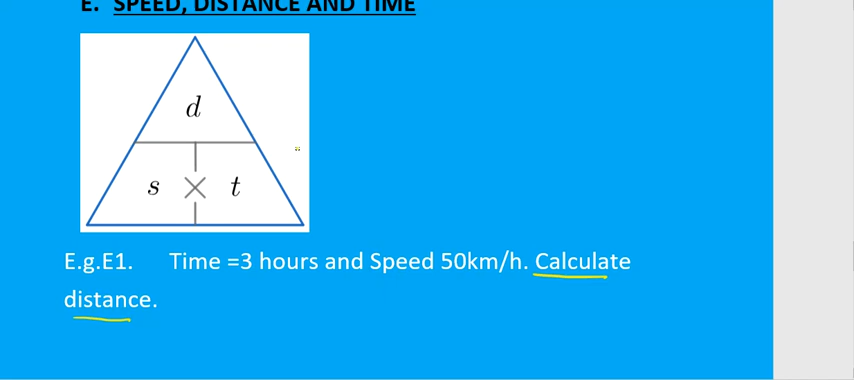 E. SPEED, DISTANCE AND TIME
d
s × t
E.g.E1. Time =3 hours and Speed 50km/h. Calculate
distance.